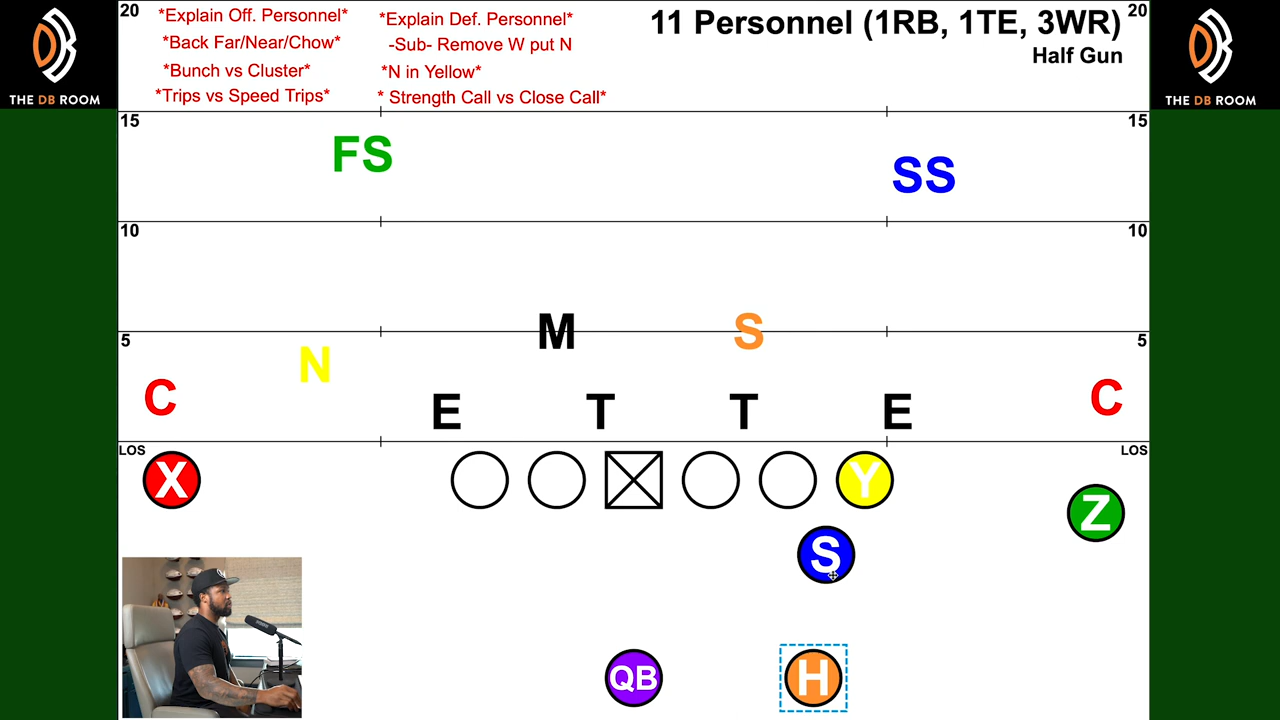 20
*Explain Off. Personnel*
*Explain Def. Personnel*
11 Personnel (1RB, 1TE, 3WR)
20
*Back Far/Near/Chow*
-Sub- Remove W put N
Half Gun
*Bunch vs Cluster*
*N in Yellow*
*Trips vs Speed Trips*
* Strength Call vs Close Call*
THE DB ROOM
THE DB ROOM
15
15
FS
SS
10
10
M
S
5
5
N
C
C
E
T
T
E
LOS
LOS
X
Y
Z
S
QB
H